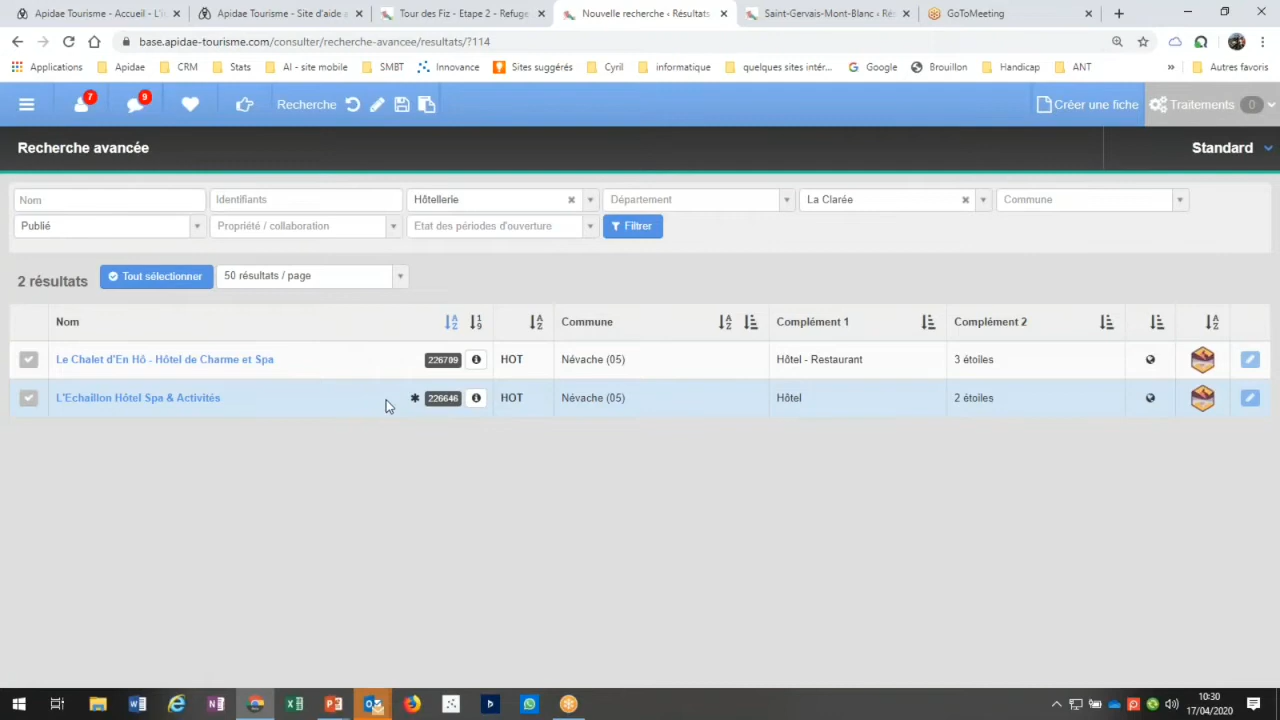 Apidae Tourisme - Accueil - L'I
Apidae Tourisme - Site d'aide
Tour des Fiz - Etape 2 - Refuge
Nouvelle recherche « Résultats
Saint-Gervais-Mont-Blanc « Rés
GoToMeeting
base.apidae-tourisme.com/consulter/recherche-avancee/resultats/?114
Applications
Apidae
CRM
Stats
AI - site mobile
SMBT
Innovance
Sites suggérés
Cyril
informatique
quelques sites intér...
Google
Brouillon
Handicap
ANT
»
Autres favoris
7
9
Recherche
Créer une fiche
Traitements
0
Recherche avancée
Standard
Nom
Identifiants
Hôtellerie
Département
La Clarée
Commune
Publié
Propriété / collaboration
Etat des périodes d'ouverture
Filtrer
2 résultats
Tout sélectionner
50 résultats / page
Nom
Commune
Complément 1
Complément 2
Le Chalet d'En Hô - Hôtel de Charme et Spa 226709 HOT Névache (05) Hôtel - Restaurant 3 étoiles
L'Echaillon Hôtel Spa & Activités * 226646 HOT Névache (05) Hôtel 2 étoiles
10:30
17/04/2020